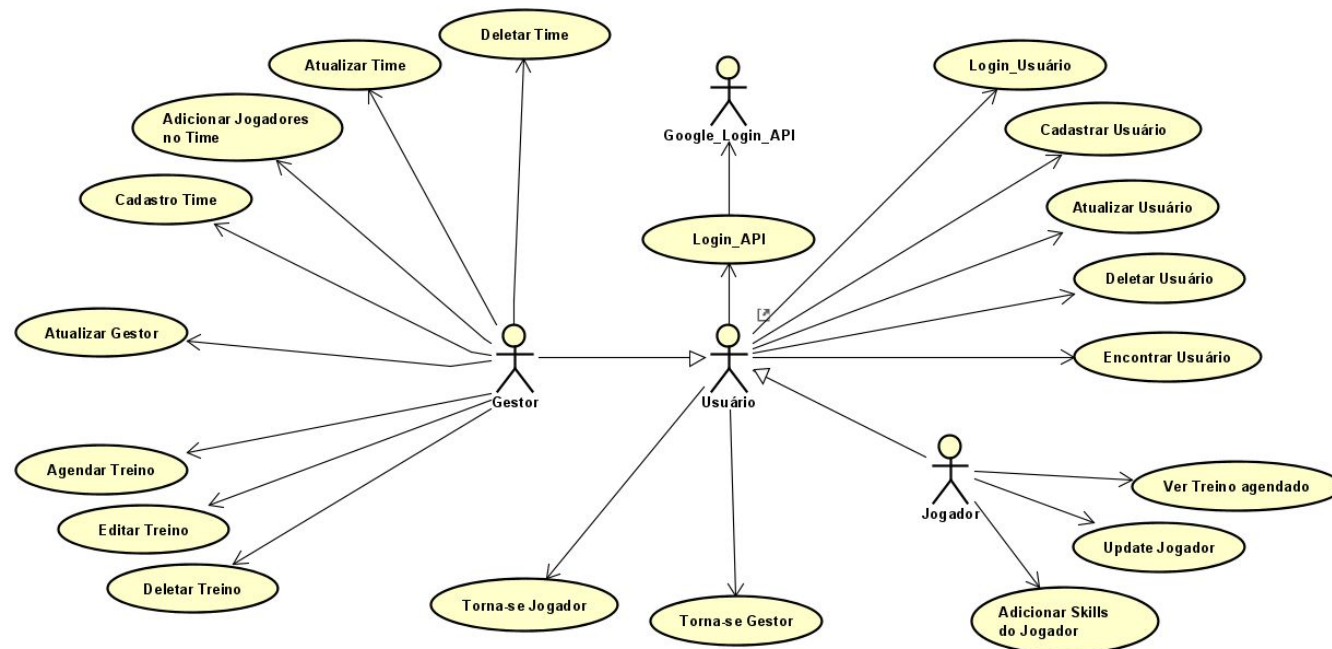 Deletar Time
Atualizar Time
Login_Usuário
Adicionar Jogadores
no Time
Google_Login_API
Cadastrar Usuário
Cadastro Time
Atualizar Usuário
Login_API
Deletar Usuário
Atualizar Gestor
Encontrar Usuário
Gestor
Usuário
Agendar Treino
Ver Treino agendado
Jogador
Editar Treino
Update Jogador
Deletar Treino
Torna-se Jogador
Torna-se Gestor
Adicionar Skills
do Jogador